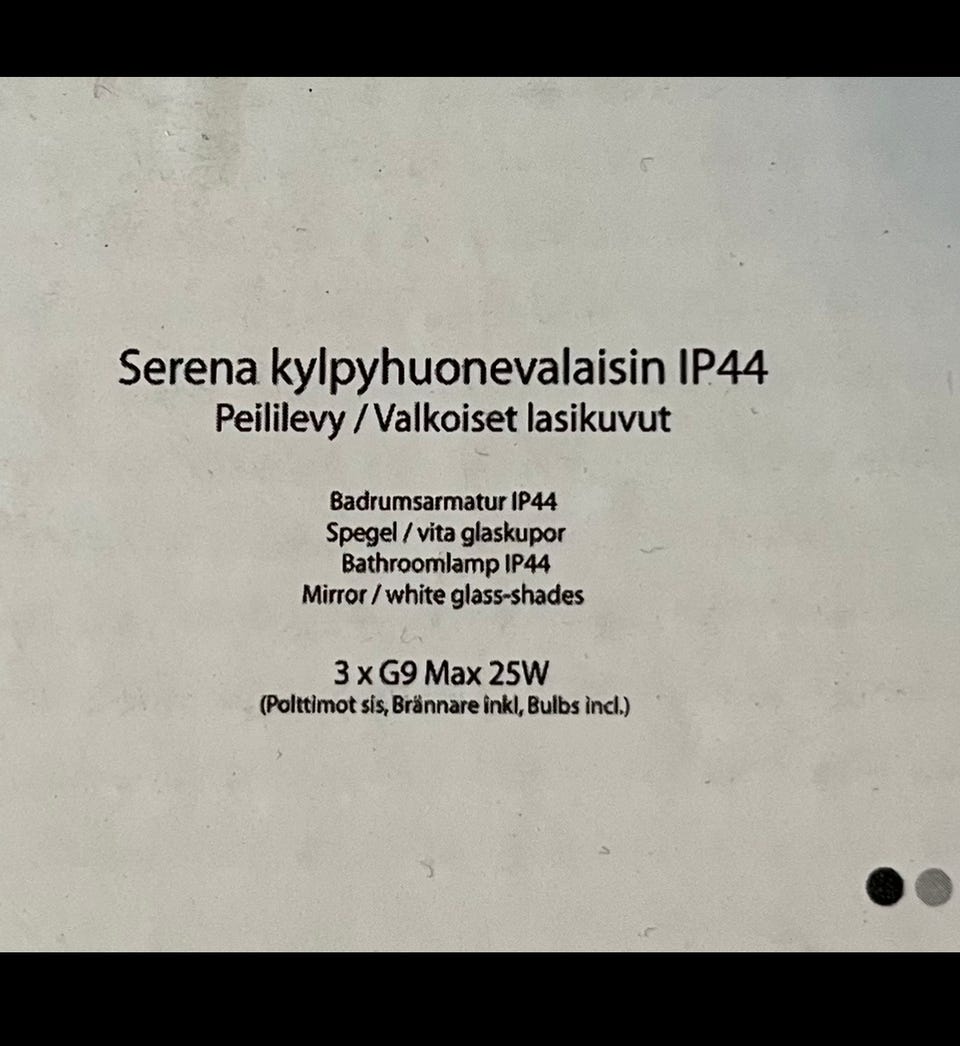 Serena kylpyhuonevalaisin IP44
Peililevy / Valkoiset lasikuvut
Badrumsarmatur IP44
Spegel / vita glaskupor
Bathroomlamp IP44
Mirror / white glass-shades
3 x G9 Max 25W
(Polttimot sis, Brännare inkl, Bulbs incl.)